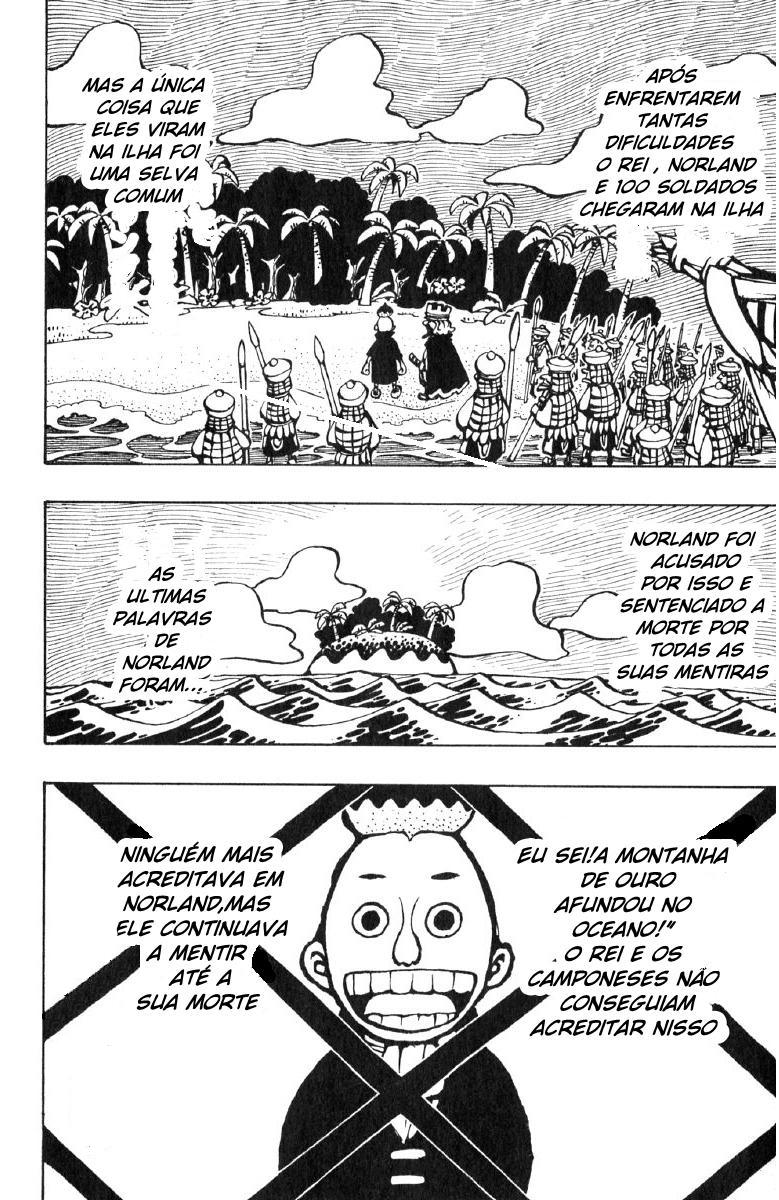 APÓS
ENFRENTAREM
TANTAS
DIFICULDADES
O REI , NORLAND
E 100 SOLDADOS
CHEGARAM NA ILHA
MAS A ÚNICA
COISA QUE
ELES VIRAM
NA ILHA FOI
UMA SELVA
COMUM
NORLAND FOI
ACUSADO
POR ISSO E
SENTENCIADO A
MORTE POR
TODAS AS
SUAS MENTIRAS
AS
ULTIMAS
PALAVRAS
DE
NORLAND
FORAM...
EU SEI!A MONTANHA
DE OURO
AFUNDOU NO
OCEANO!"
O REI E OS
CAMPONESES NÃO
CONSEGUIAM
ACREDITAR NISSO
NINGUÉM MAIS
ACREDITAVA EM
NORLAND,MAS
ELE CONTINUAVA
A MENTIR
ATÉ A
SUA MORTE